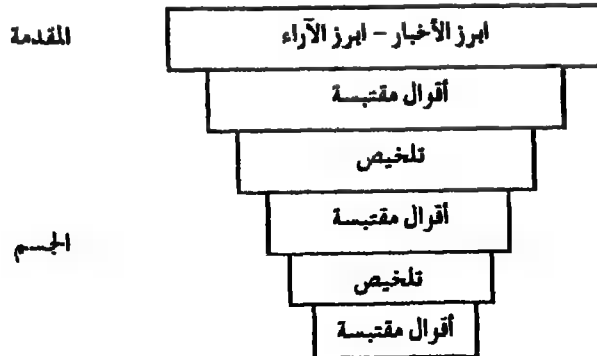 المقدمة
ابرز الأخبار – ابرز الآراء
أقوال مقتبسة
تلخيص
أقوال مقتبسة
الجسم
تلخيص
أقوال مقتبسة